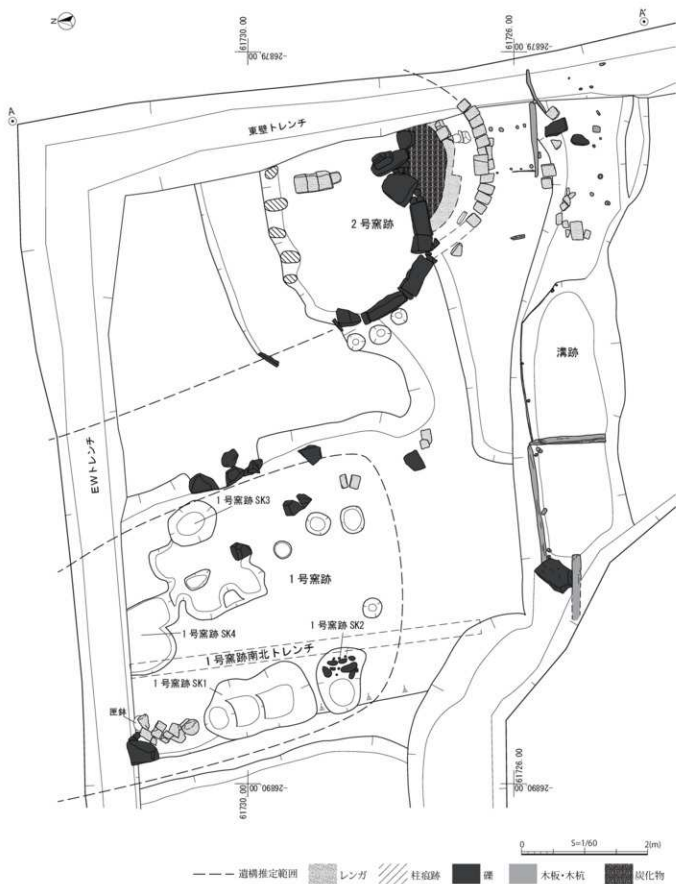 N
61730.00
-26879.00
61726.00
-26879.00
A
A'
東壁トレンチ
2号窯跡
溝跡
EWトレンチ
1号窯跡SK3
1号窯跡
1号窯跡SK2
1号窯跡SK4
1号窯跡南北トレンチ
1号窯跡SK1
匣鉢
61730.00
-26890.00
61726.00
-26890.00
0 S=1/60 2(m)
遺構推定範囲 レンガ 柱痕跡 礫 木板・木杭 炭化物